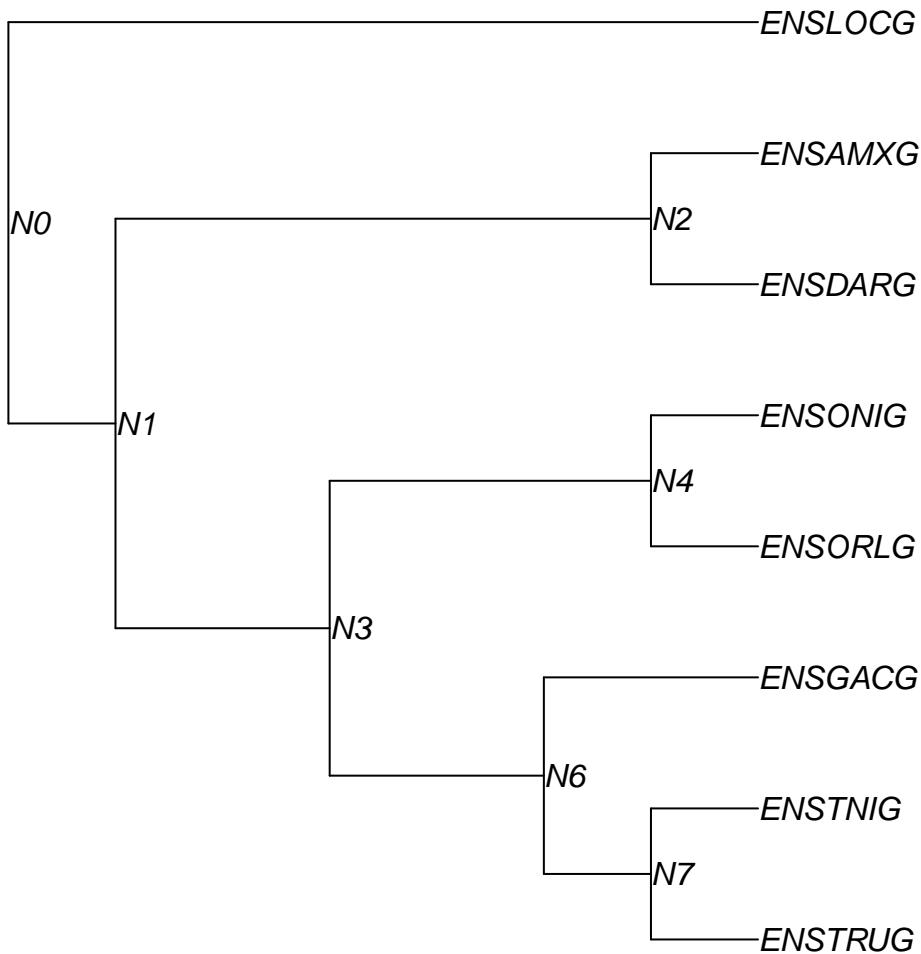 ENSLOCG
ENSAMXG
N0
N2
ENSDARG
ENSONIG
N1
N4
ENSORLG
N3
ENSGACG
N6
ENSTNIG
N7
ENSTRUG